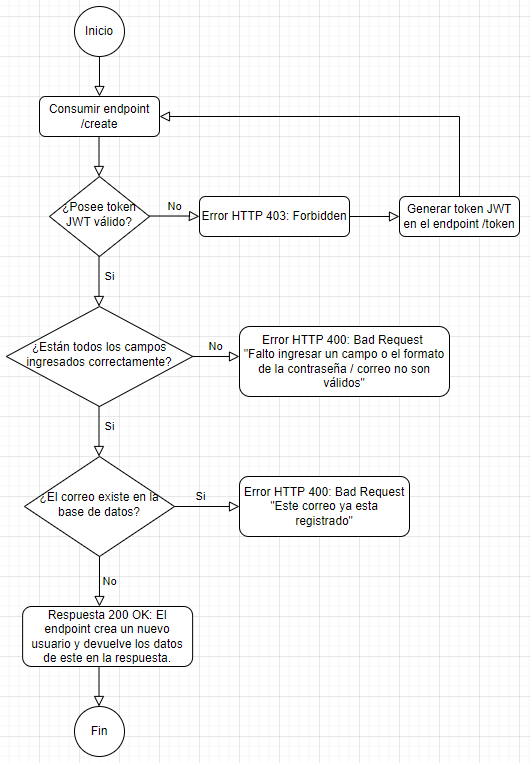 Inicio
Consumir endpoint
/create
¿Posee token
JWT válido?
No
Error HTTP 403: Forbidden
Generar token JWT
en el endpoint /token
Si
¿Están todos los campos
ingresados correctamente?
No
Error HTTP 400: Bad Request
"Falto ingresar un campo o el formato
de la contraseña / correo no son
válidos"
Si
¿El correo existe en la
base de datos?
Si
Error HTTP 400: Bad Request
"Este correo ya esta
registrado"
No
Respuesta 200 OK: El
endpoint crea un nuevo
usuario y devuelve los datos
de este en la respuesta.
Fin